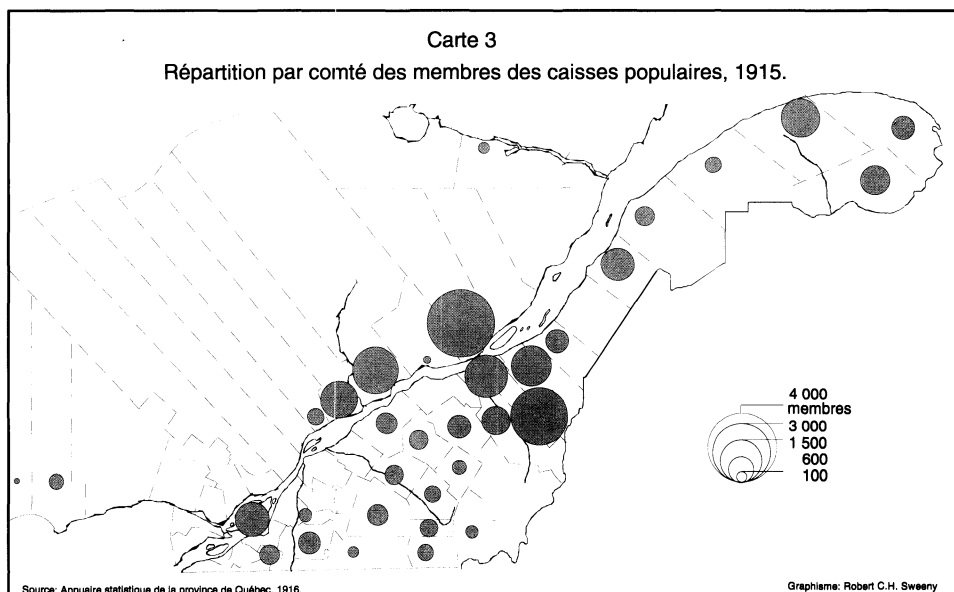 Carte 3
Répartition par comté des membres des caisses populaires, 1915.
4 000
membres
3 000
1 500
600
100
Source: Annuaire statistique de la province de Québec, 1916.
Graphisme: Robert C.H. Sweeny